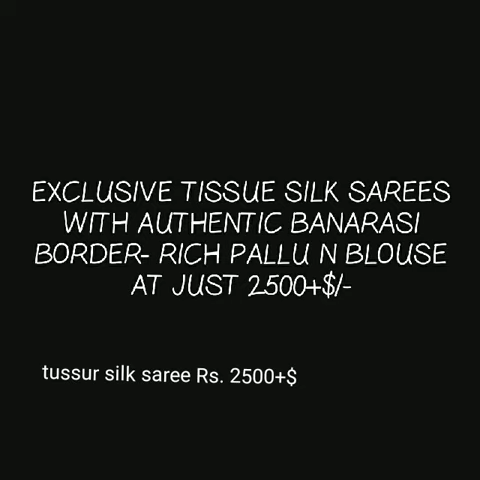 EXCLUSIVE TISSUE SILK SAREES
WITH AUTHENTIC BANARASI
BORDER- RICH PALLU N BLOUSE
AT JUST 2500+$/-
tussur silk saree Rs. 2500+$